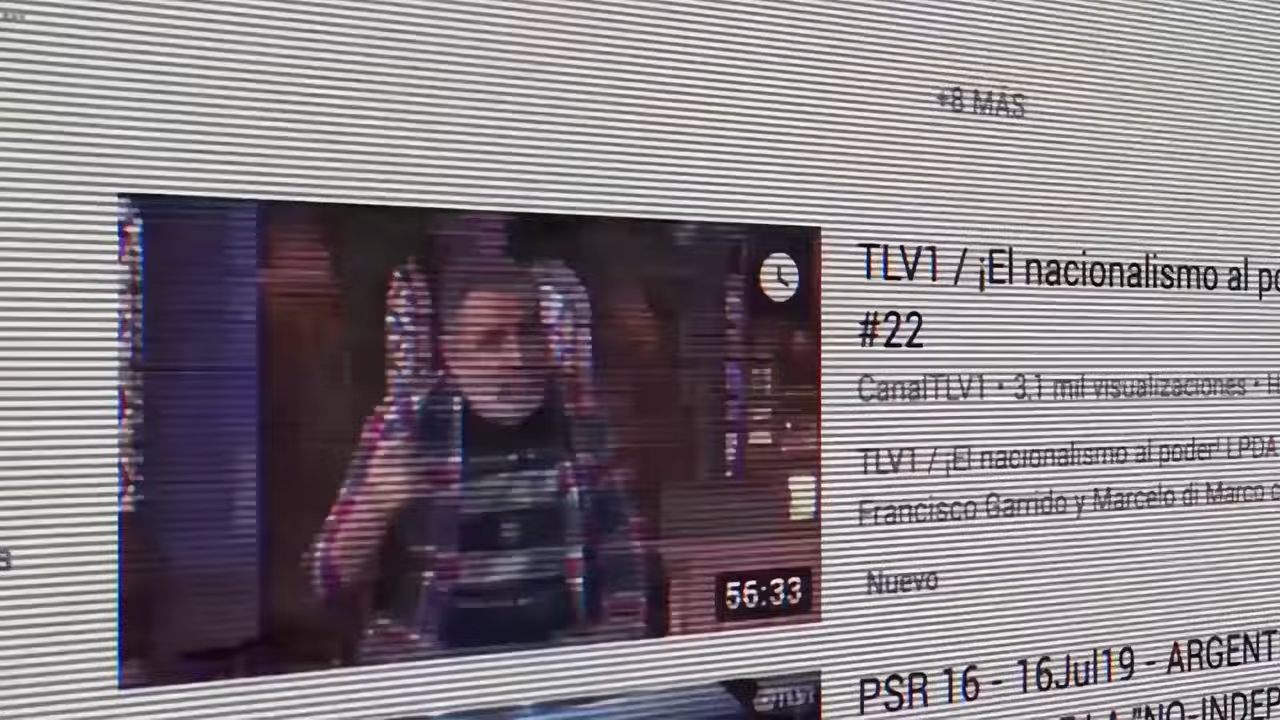 +8 MÁS
TLV1 / ¡El nacionalismo al
#22
CanalTLV1 • 3.1 mil visualizaciones •
TLV1 / ¡El nacionalismo al poder! LPDA
Francisco Garrido y Marcelo di Marco
56:33
Nuevo
PSR 16 - 16Jul19 - ARGENT